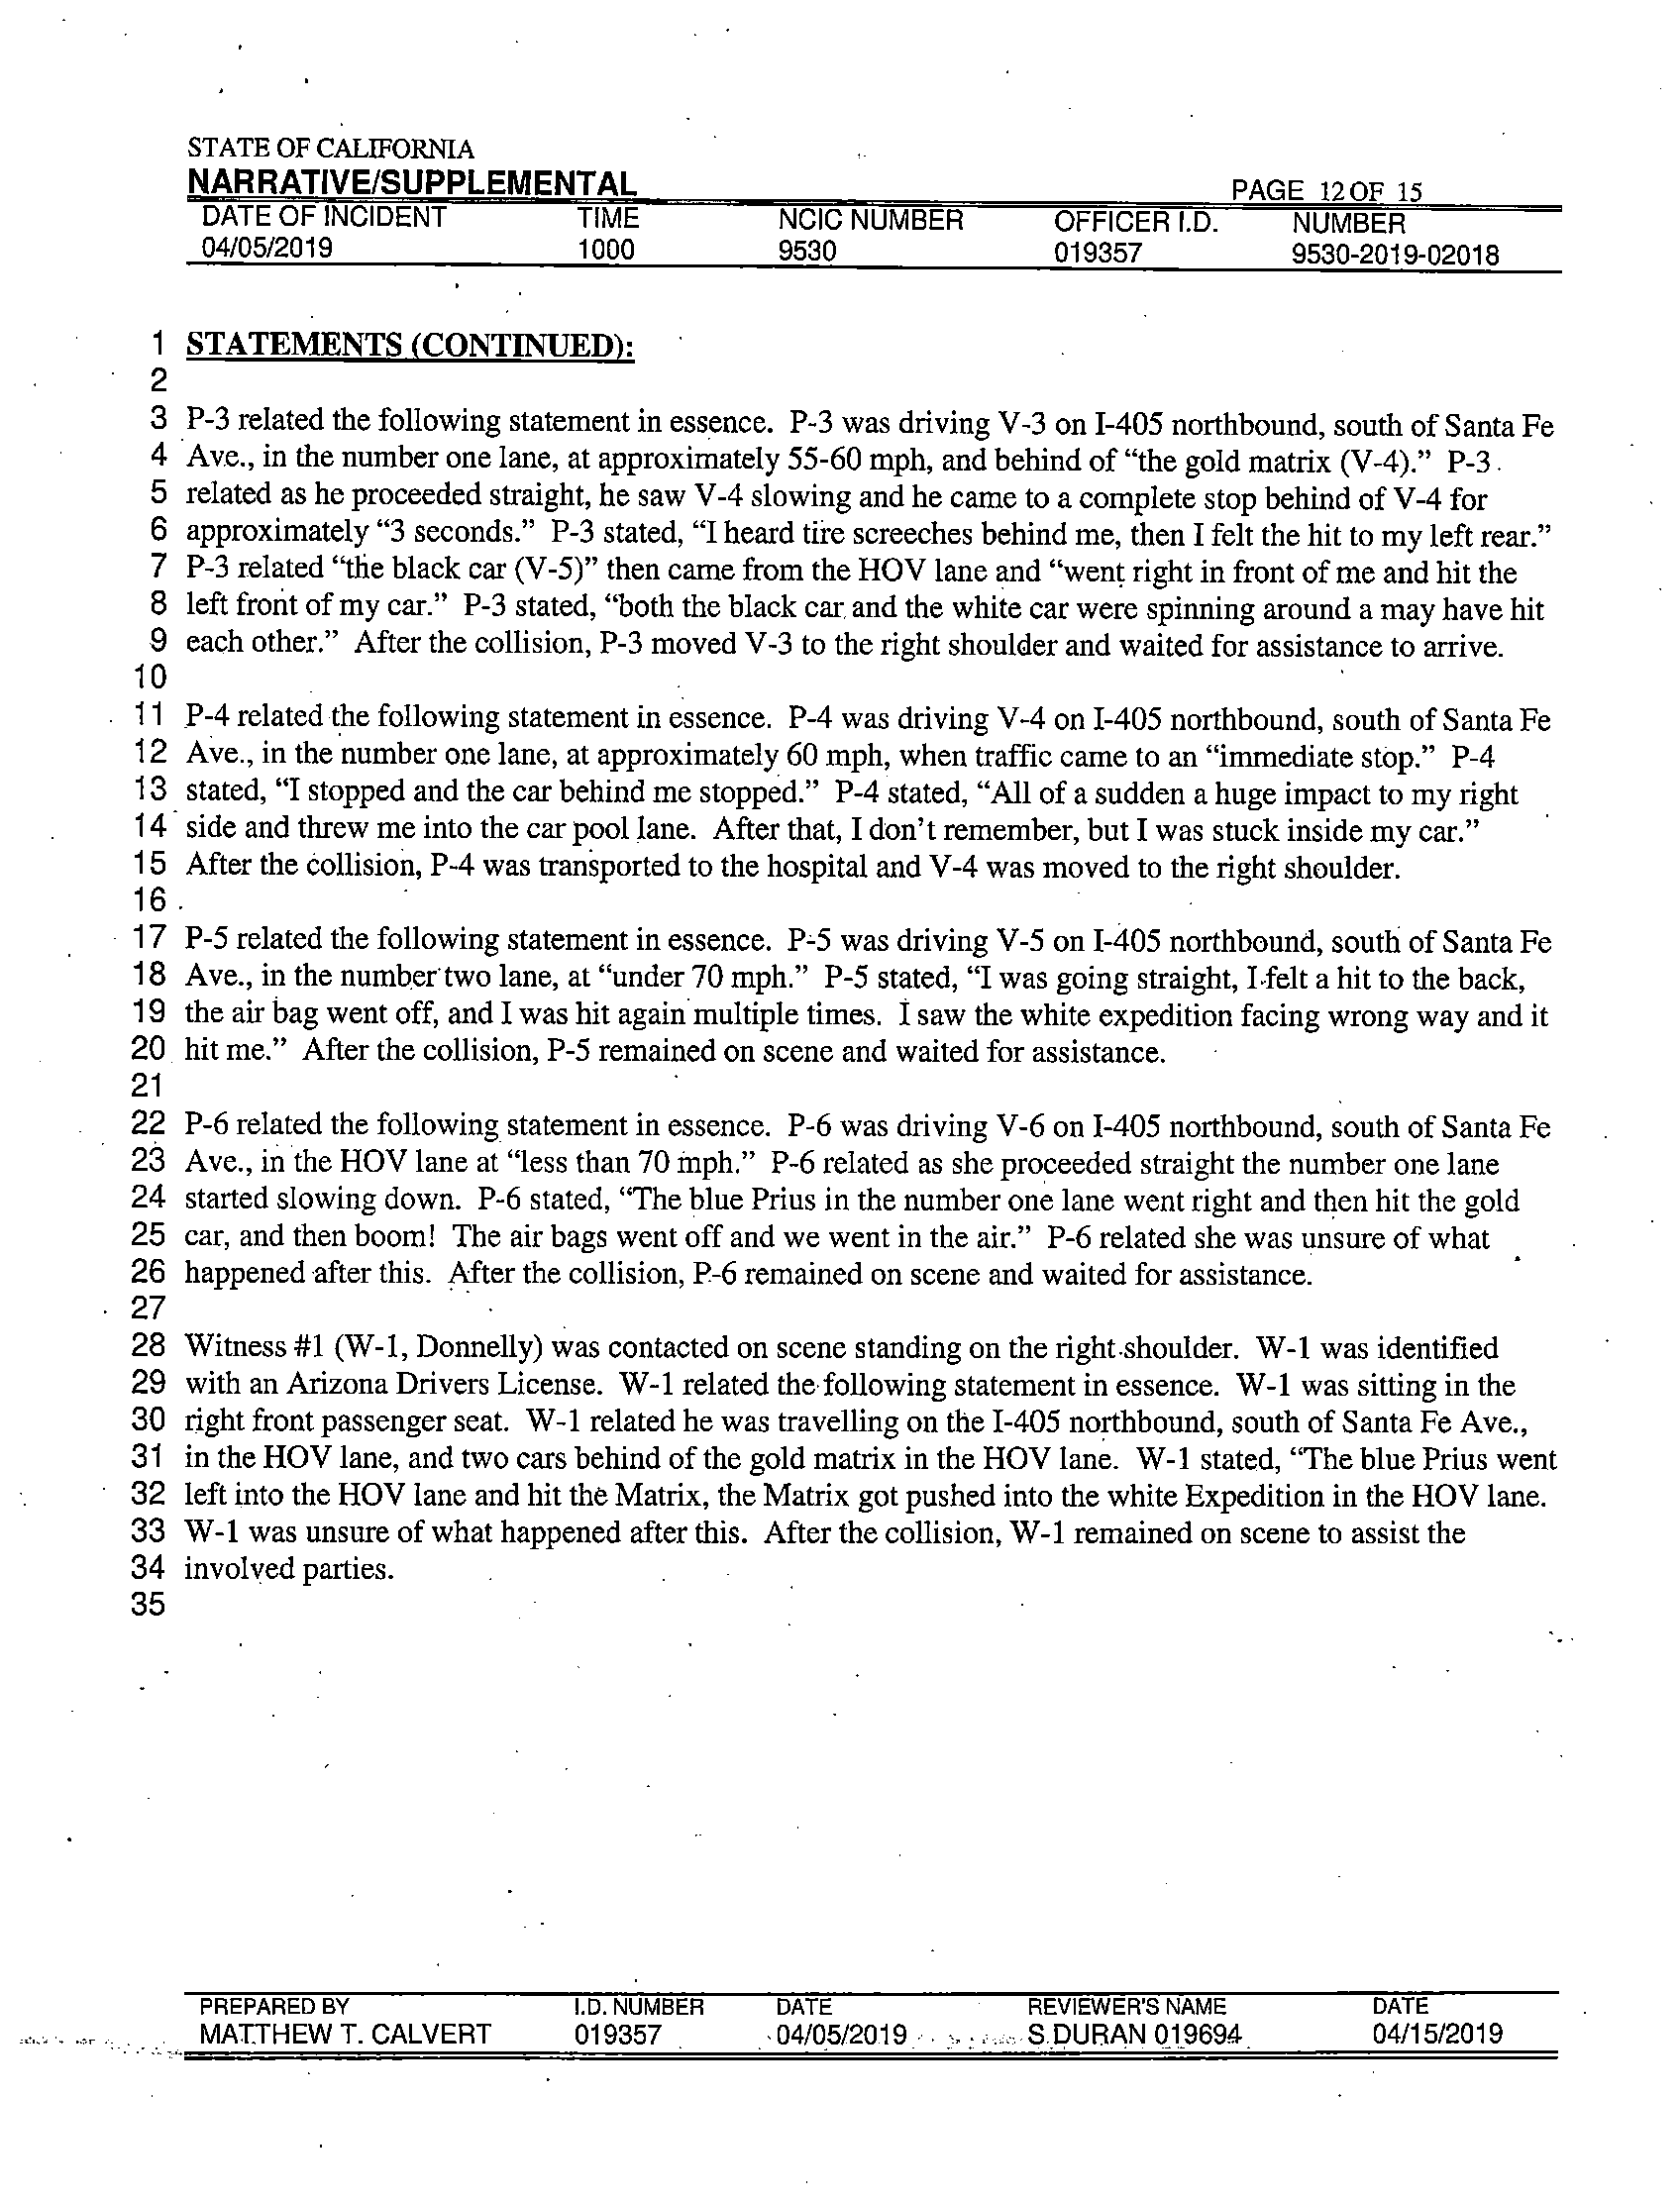 STATE OF CALIFORNIA
NARRATIVE/SUPPLEMENTAL PAGE 12 OF 15
DATE OF INCIDENT TIME NCIC NUMBER OFFICER I.D. NUMBER
04/05/2019 1000 9530 019357 9530-2019-02018
1 STATEMENTS (CONTINUED):
2
3 P-3 related the following statement in essence. P-3 was driving V-3 on I-405 northbound, south of Santa Fe
4 Ave., in the number one lane, at approximately 55-60 mph, and behind of “the gold matrix (V-4).” P-3
5 related as he proceeded straight, he saw V-4 slowing and he came to a complete stop behind of V-4 for
6 approximately “3 seconds.” P-3 stated, “I heard tire screeches behind me, then I felt the hit to my left rear.”
7 P-3 related “the black car (V-5)” then came from the HOV lane and “went right in front of me and hit the
8 left front of my car.” P-3 stated, “both the black car and the white car were spinning around a may have hit
9 each other.” After the collision, P-3 moved V-3 to the right shoulder and waited for assistance to arrive.
10
11 P-4 related the following statement in essence. P-4 was driving V-4 on I-405 northbound, south of Santa Fe
12 Ave., in the number one lane, at approximately 60 mph, when traffic came to an “immediate stop.” P-4
13 stated, “I stopped and the car behind me stopped.” P-4 stated, “All of a sudden a huge impact to my right
14 side and threw me into the car pool lane. After that, I don’t remember, but I was stuck inside my car.”
15 After the collision, P-4 was transported to the hospital and V-4 was moved to the right shoulder.
16
17 P-5 related the following statement in essence. P-5 was driving V-5 on I-405 northbound, south of Santa Fe
18 Ave., in the number two lane, at “under 70 mph.” P-5 stated, “I was going straight, I felt a hit to the back,
19 the air bag went off, and I was hit again multiple times. I saw the white expedition facing wrong way and it
20 hit me.” After the collision, P-5 remained on scene and waited for assistance.
21
22 P-6 related the following statement in essence. P-6 was driving V-6 on I-405 northbound, south of Santa Fe
23 Ave., in the HOV lane at “less than 70 mph.” P-6 related as she proceeded straight the number one lane
24 started slowing down. P-6 stated, “The blue Prius in the number one lane went right and then hit the gold
25 car, and then boom! The air bags went off and we went in the air.” P-6 related she was unsure of what
26 happened after this. After the collision, P-6 remained on scene and waited for assistance.
27
28 Witness #1 (W-1, Donnelly) was contacted on scene standing on the right shoulder. W-1 was identified
29 with an Arizona Drivers License. W-1 related the following statement in essence. W-1 was sitting in the
30 right front passenger seat. W-1 related he was travelling on the I-405 northbound, south of Santa Fe Ave.,
31 in the HOV lane, and two cars behind of the gold matrix in the HOV lane. W-1 stated, “The blue Prius went
32 left into the HOV lane and hit the Matrix, the Matrix got pushed into the white Expedition in the HOV lane.
33 W-1 was unsure of what happened after this. After the collision, W-1 remained on scene to assist the
34 involved parties.
35
PREPARED BY I.D. NUMBER DATE REVIEWER'S NAME DATE
MATTHEW T. CALVERT 019357 04/05/2019 S.DURAN 019694 04/15/2019